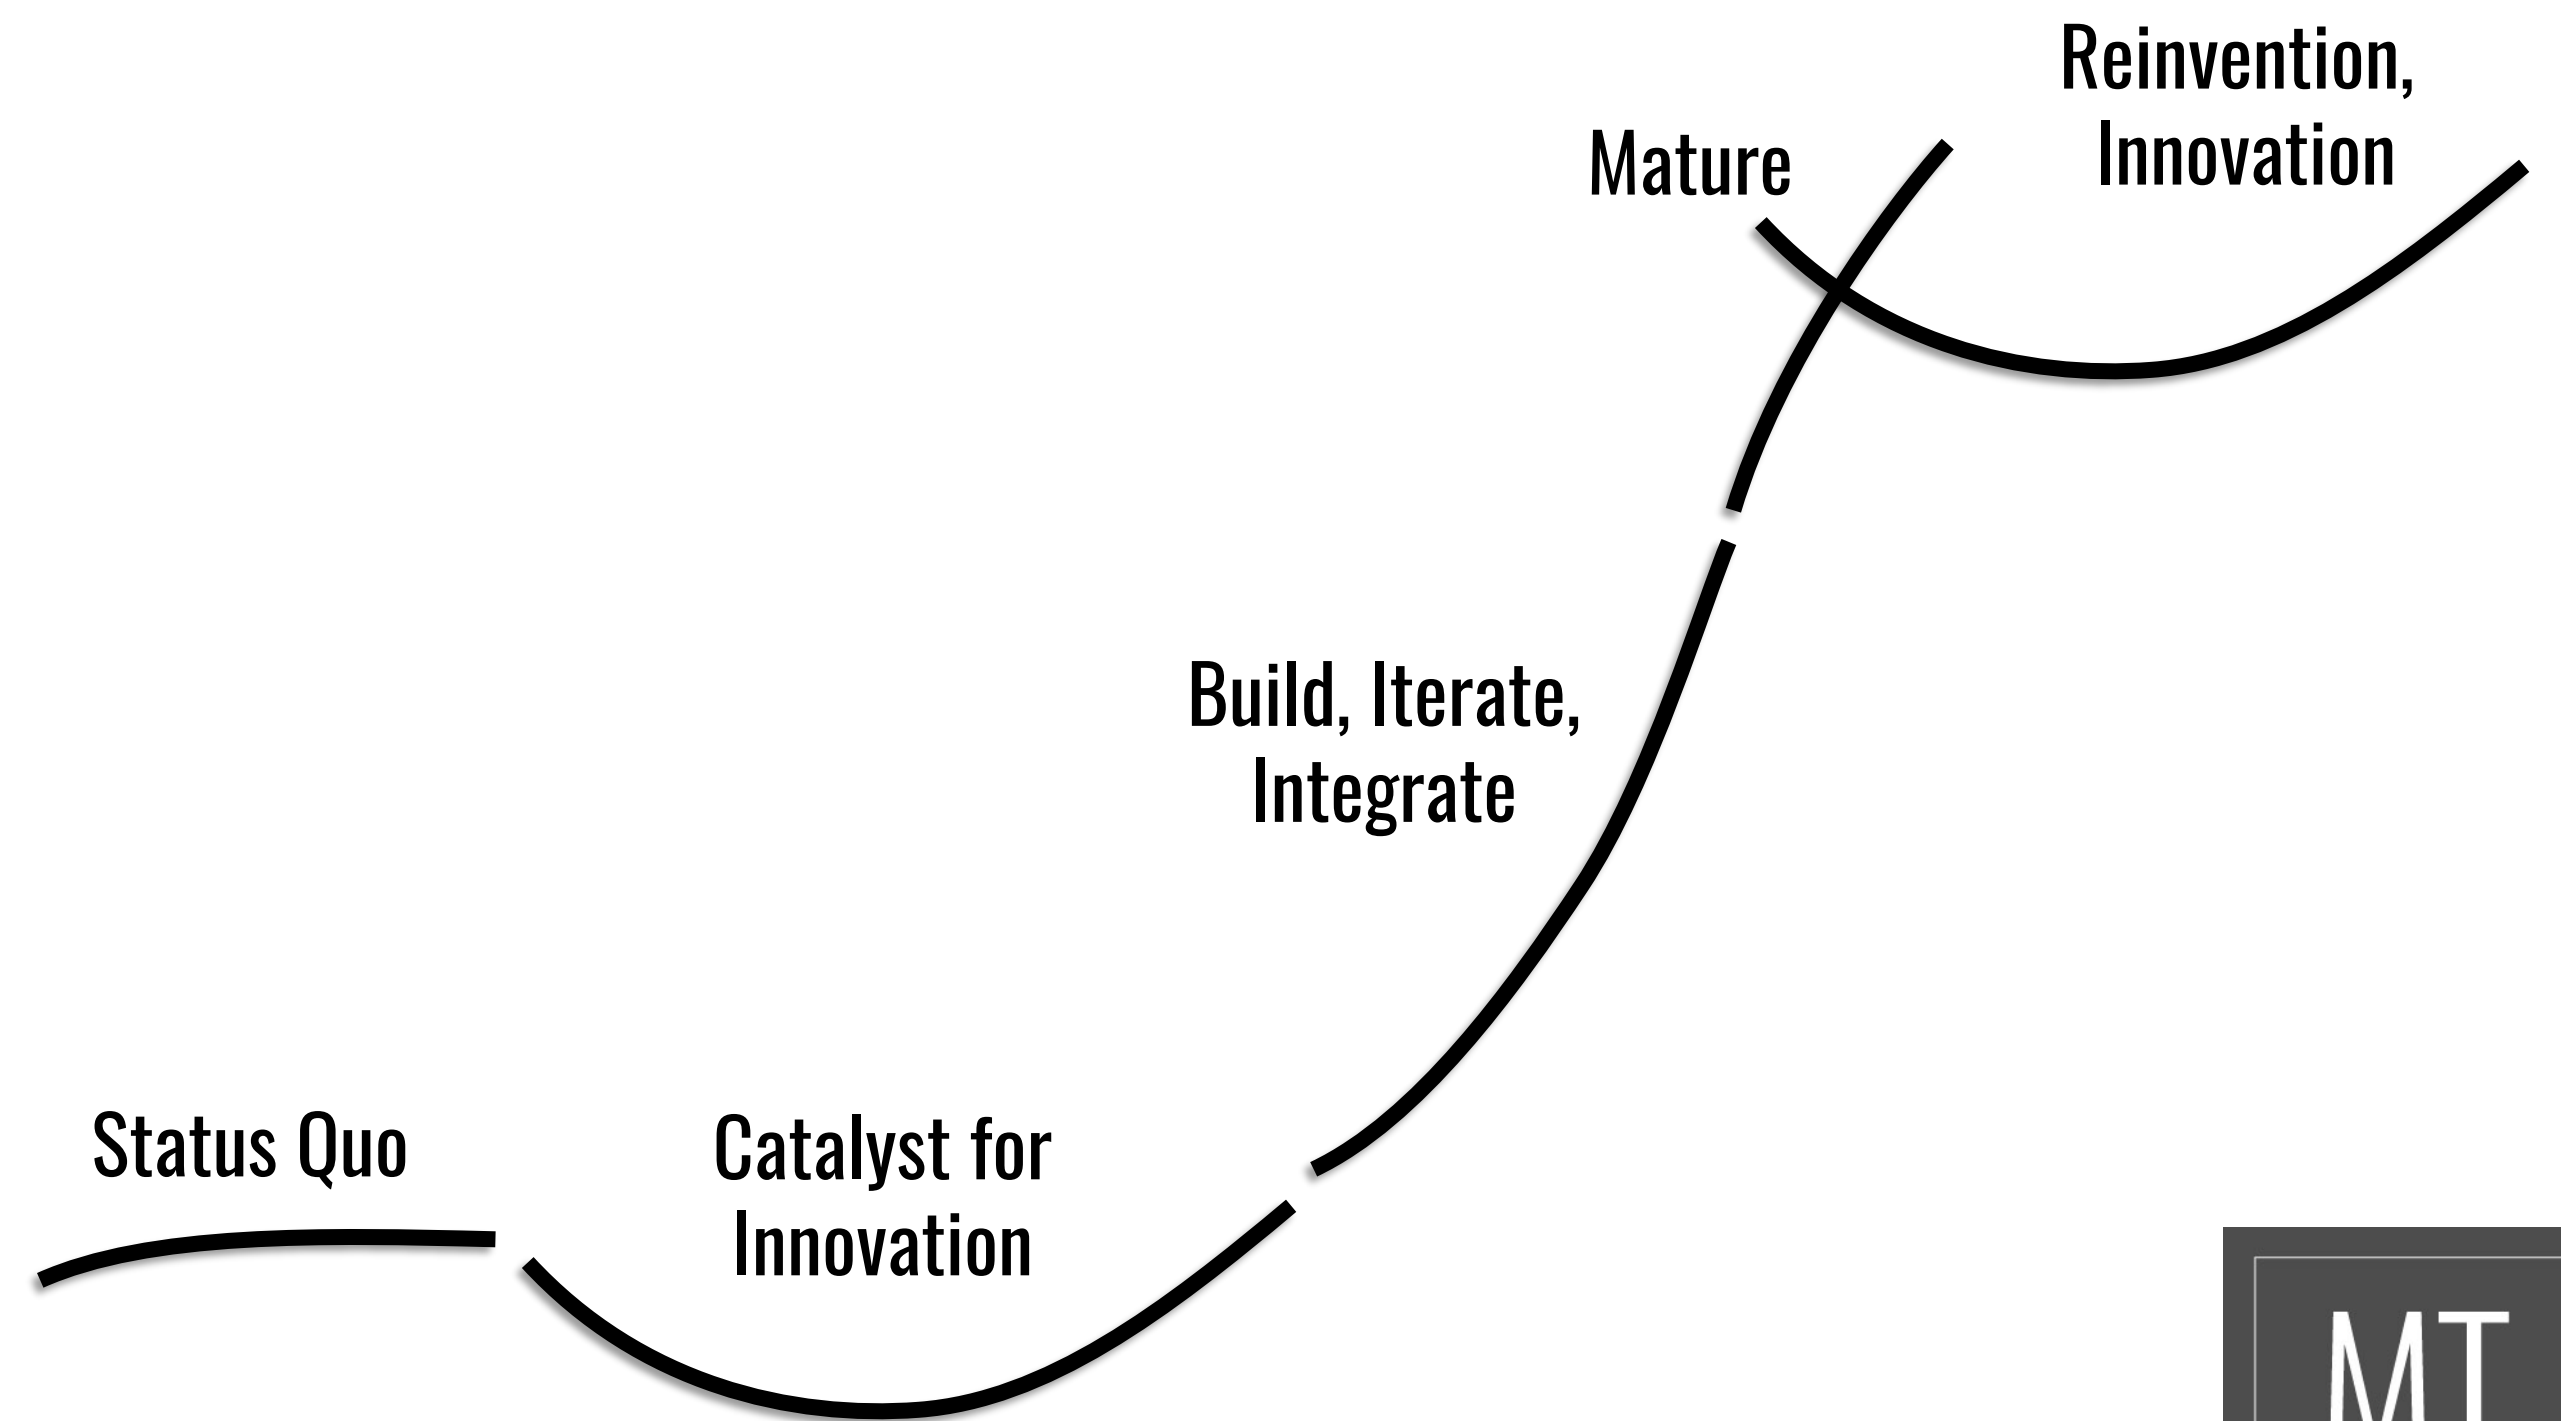 Reinvention,
Innovation
Mature
Build, Iterate,
Integrate
Status Quo
Catalyst for
Innovation
MT